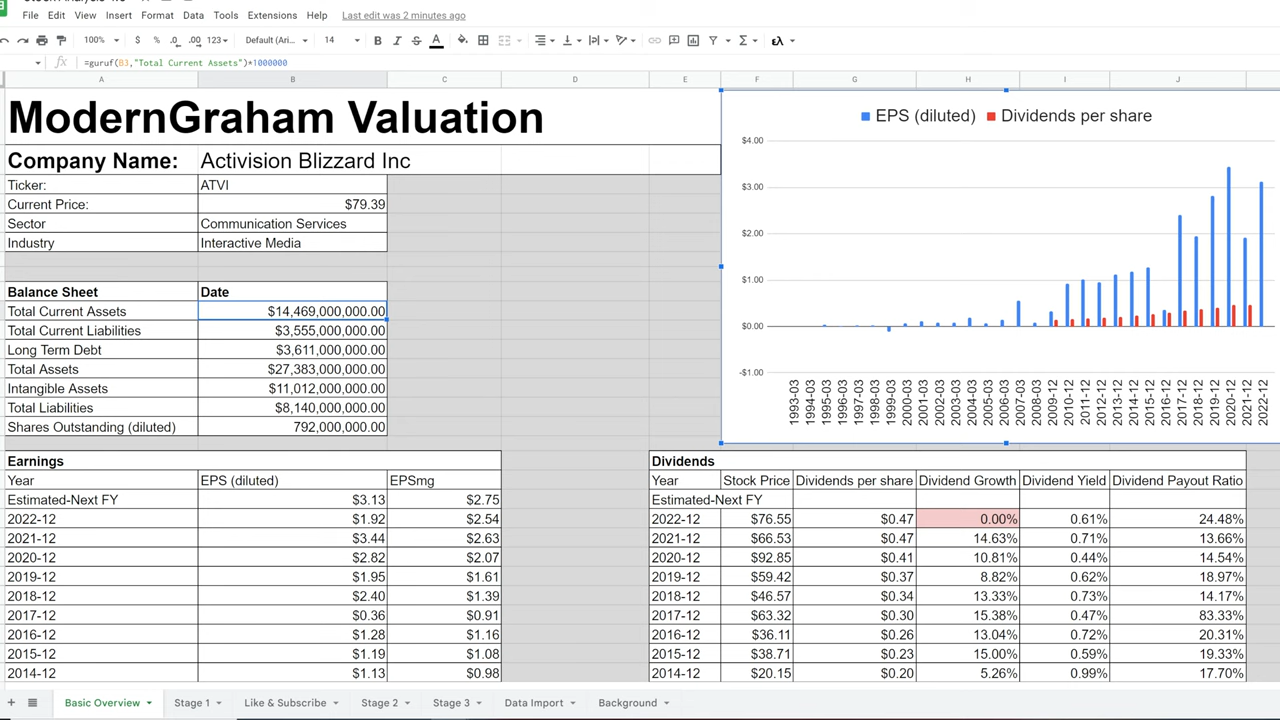 File Edit View Insert Format Data Tools Extensions Help Last edit was 2 minutes ago
100% $ % .0 .00 123 Default (Ari... 14 B I S A
fx =guruf(B3,"Total Current Assets")*1000000
A B C D E F G H I J
ModernGraham Valuation
Company Name: Activision Blizzard Inc
Ticker: ATVI
Current Price: $79.39
Sector Communication Services
Industry Interactive Media
Balance Sheet Date
Total Current Assets $14,469,000,000.00
Total Current Liabilities $3,555,000,000.00
Long Term Debt $3,611,000,000.00
Total Assets $27,383,000,000.00
Intangible Assets $11,012,000,000.00
Total Liabilities $8,140,000,000.00
Shares Outstanding (diluted) 792,000,000.00
EPS (diluted) Dividends per share
$4.00
$3.00
$2.00
$1.00
$0.00
-$1.00
1993-03 1994-03 1995-03 1996-03 1997-03 1998-03 1999-03 2000-03 2001-03 2002-03 2003-03 2004-03 2005-03 2006-03 2007-03 2008-03 2009-12 2010-12 2011-12 2012-12 2013-12 2014-12 2015-12 2016-12 2017-12 2018-12 2019-12 2020-12 2021-12 2022-12
Earnings
Year EPS (diluted) EPSmg
Estimated-Next FY $3.13 $2.75
2022-12 $1.92 $2.54
2021-12 $3.44 $2.63
2020-12 $2.82 $2.07
2019-12 $1.95 $1.61
2018-12 $2.40 $1.39
2017-12 $0.36 $0.91
2016-12 $1.28 $1.16
2015-12 $1.19 $1.08
2014-12 $1.13 $0.98
Dividends
Year Stock Price Dividends per share Dividend Growth Dividend Yield Dividend Payout Ratio
Estimated-Next FY
2022-12 $76.55 $0.47 0.00% 0.61% 24.48%
2021-12 $66.53 $0.47 14.63% 0.71% 13.66%
2020-12 $92.85 $0.41 10.81% 0.44% 14.54%
2019-12 $59.42 $0.37 8.82% 0.62% 18.97%
2018-12 $46.57 $0.34 13.33% 0.73% 14.17%
2017-12 $63.32 $0.30 15.38% 0.47% 83.33%
2016-12 $36.11 $0.26 13.04% 0.72% 20.31%
2015-12 $38.71 $0.23 15.00% 0.59% 19.33%
2014-12 $20.15 $0.20 5.26% 0.99% 17.70%
Basic Overview Stage 1 Like & Subscribe Stage 2 Stage 3 Data Import Background